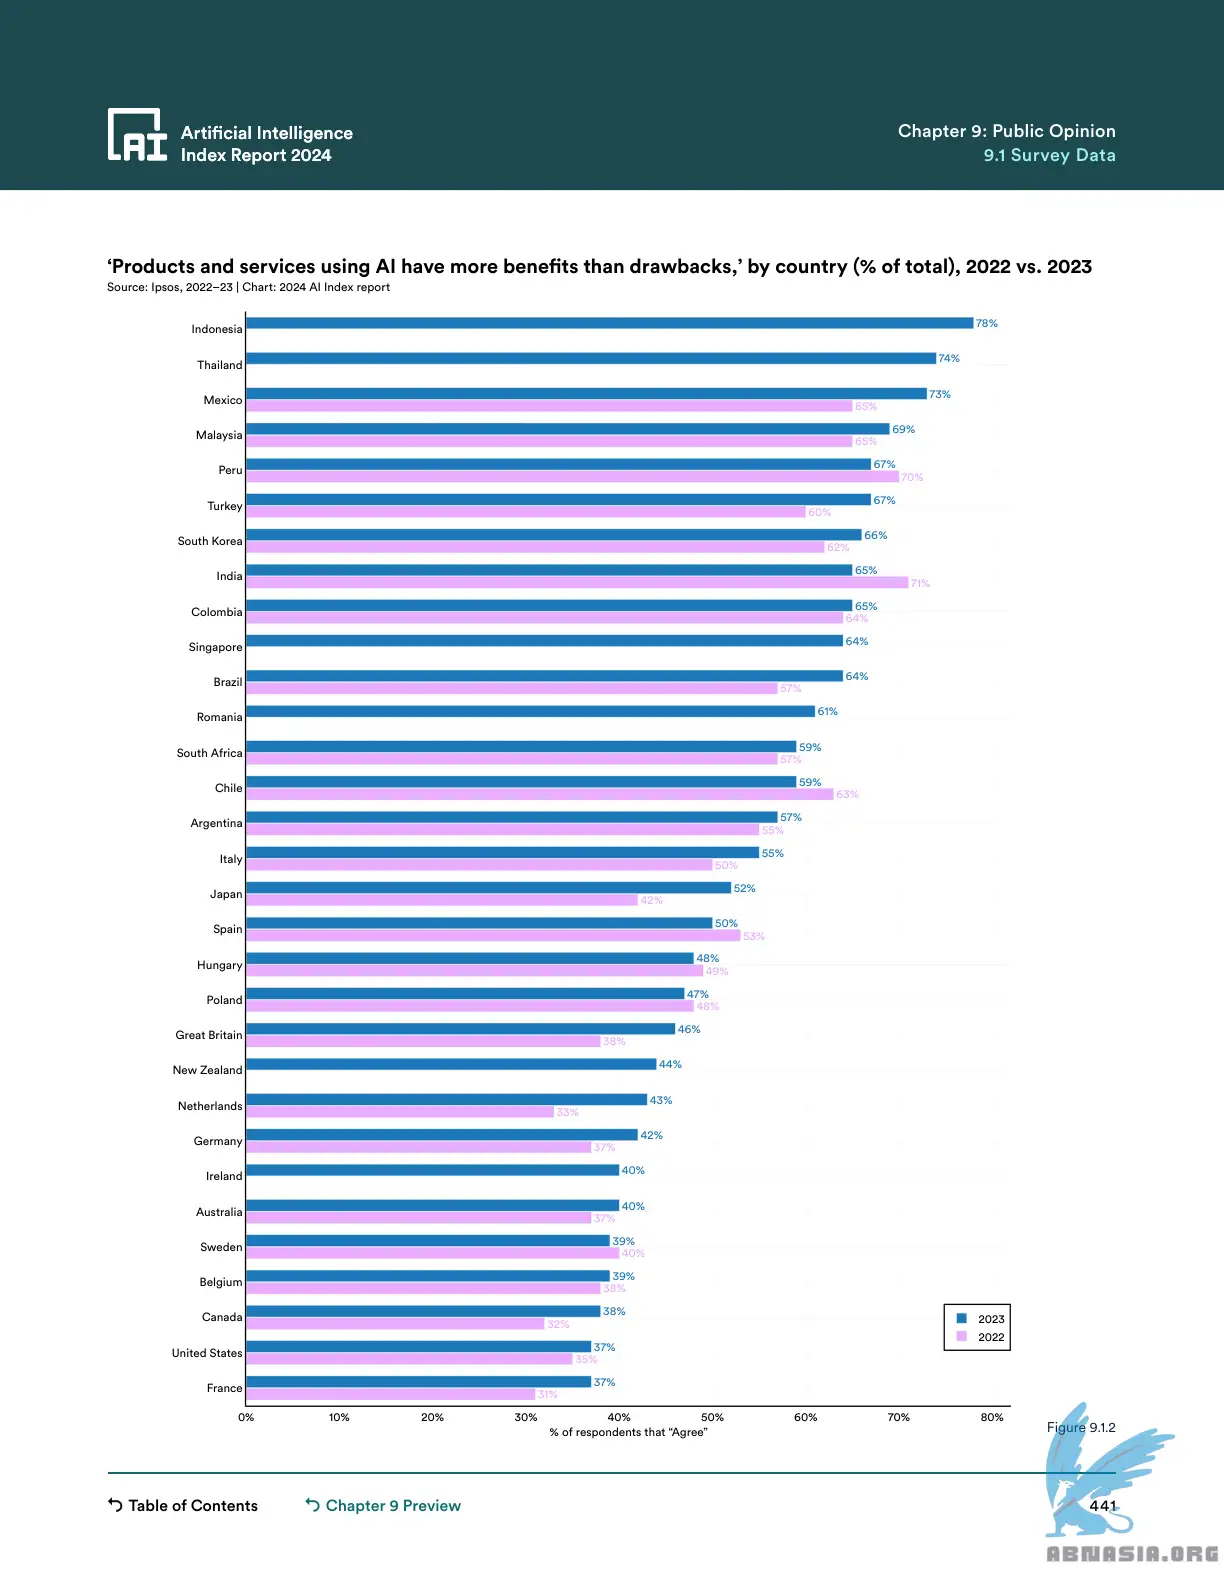 Artificial Intelligence
Index Report 2024
Chapter 9: Public Opinion
9.1 Survey Data
‘Products and services using AI have more benefits than drawbacks,’ by country (% of total), 2022 vs. 2023
Source: Ipsos, 2022–23 | Chart: 2024 AI Index report
Indonesia 78%
Thailand 74%
Mexico 73%
65%
Malaysia 69%
65%
Peru 67%
70%
Turkey 67%
60%
South Korea 66%
62%
India 65%
71%
Colombia 65%
64%
Singapore 64%
Brazil 64%
57%
Romania 61%
South Africa 59%
57%
Chile 59%
63%
Argentina 57%
55%
Italy 55%
50%
Japan 52%
42%
Spain 50%
53%
Hungary 48%
49%
Poland 47%
48%
Great Britain 46%
38%
New Zealand 44%
Netherlands 43%
33%
Germany 42%
37%
Ireland 40%
Australia 40%
37%
Sweden 39%
40%
Belgium 39%
38%
Canada 38%
32%
United States 37%
35%
France 37%
31%
2023
2022
0% 10% 20% 30% 40% 50% 60% 70% 80%
% of respondents that “Agree”
Figure 9.1.2
Table of Contents
Chapter 9 Preview
441
ABNASIA.ORG